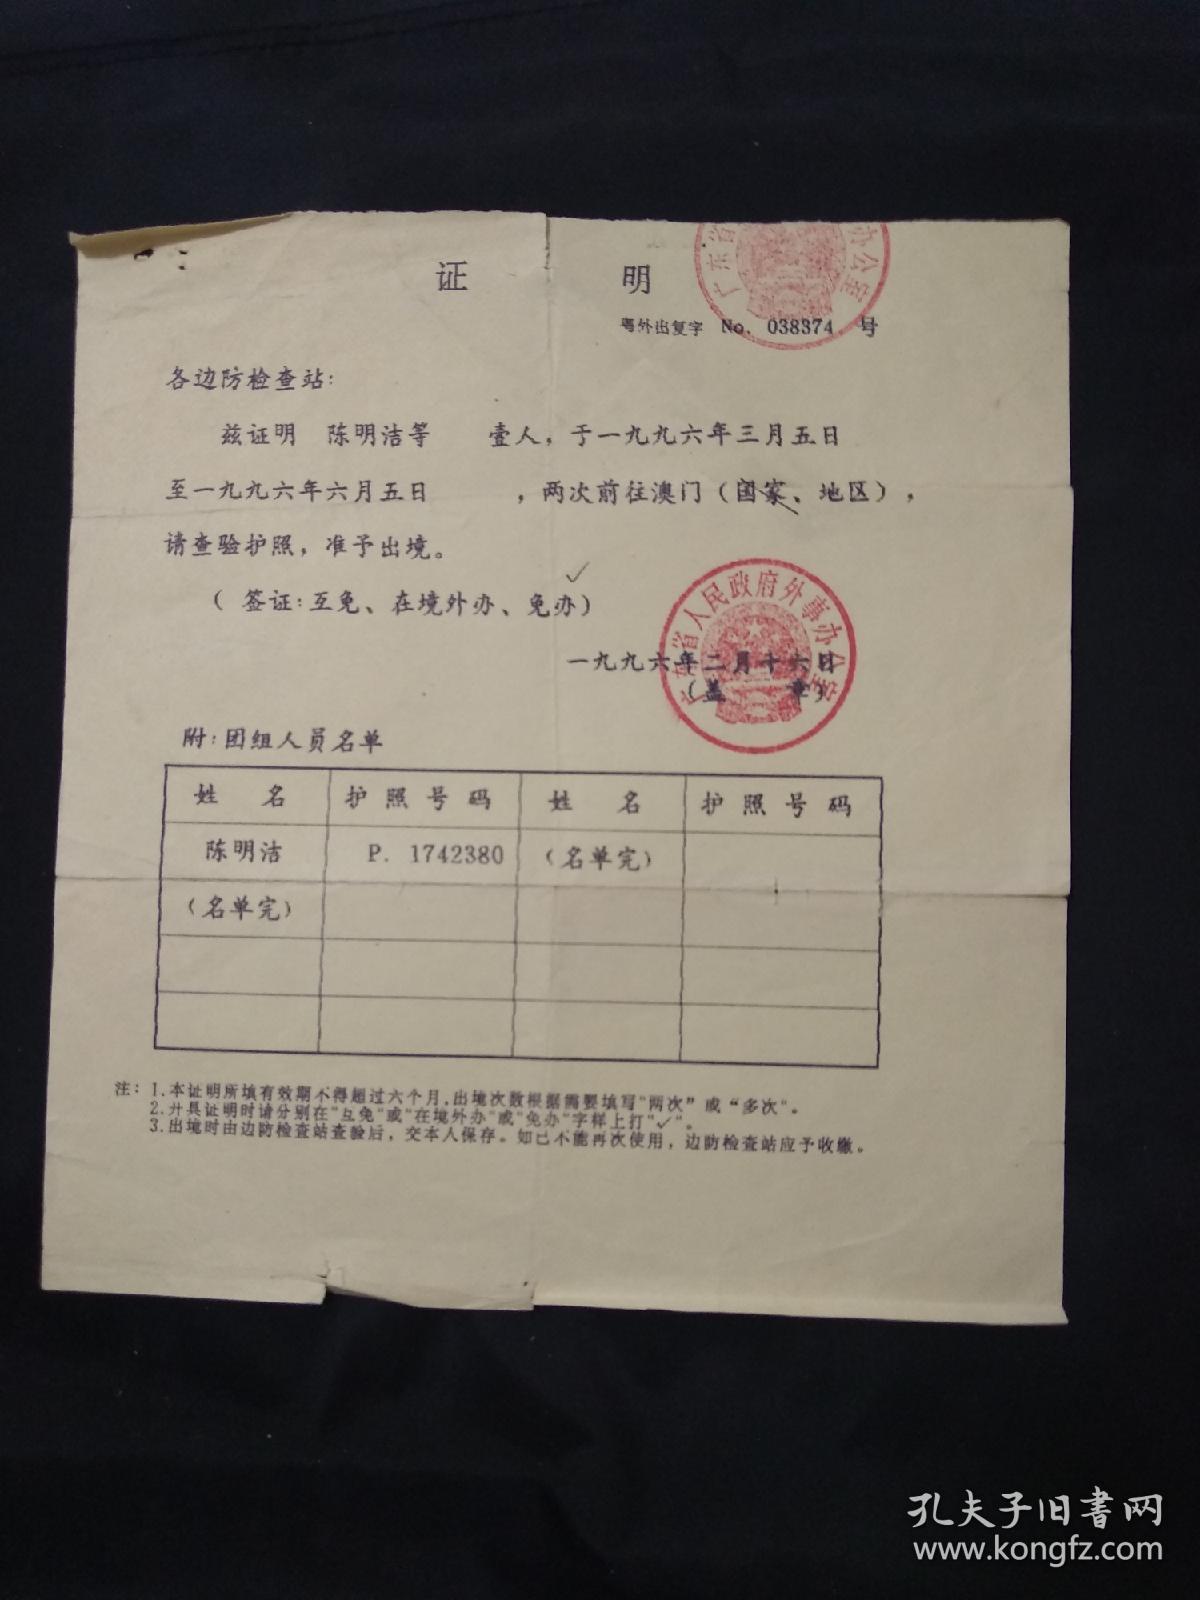 证 明
广东省 办公室
粤外出复字 No. 038374 号
各边防检查站：
兹证明 陈明洁等 壹人，于一九九六年三月五日
至一九九六年六月五日 ，两次前往澳门（国家、地区），
请查验护照，准予出境。
（ 签证：互免、在境外办、免办）✓
广东省人民政府外事办公室
一九九六年二月十六日
（盖 章）
附：团组人员名单
姓 名 护照号码 姓 名 护照号码
陈明洁 P. 1742380 （名单完）
（名单完）
注：1.本证明所填有效期不得超过六个月，出境次数根据需要填写“两次”或“多次”。
2.开具证明时请分别在“互免”或“在境外办”或“免办”字样上打“✓”。
3.出境时由边防检查站查验后，交本人保存。如已不能再次使用，边防检查站应予收缴。
孔夫子旧书网
www.kongfz.com